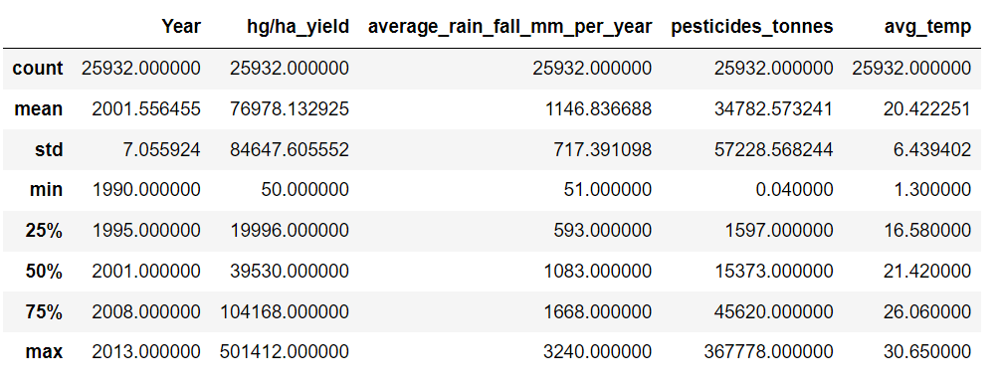 Year hg/ha_yield average_rain_fall_mm_per_year pesticides_tonnes avg_temp
count 25932.000000 25932.000000 25932.000000 25932.000000 25932.000000
mean 2001.556455 76978.132925 1146.836688 34782.573241 20.422251
std 7.055924 84647.605552 717.391098 57228.568244 6.439402
min 1990.000000 50.000000 51.000000 0.040000 1.300000
25% 1995.000000 19996.000000 593.000000 1597.000000 16.580000
50% 2001.000000 39530.000000 1083.000000 15373.000000 21.420000
75% 2008.000000 104168.000000 1668.000000 45620.000000 26.060000
max 2013.000000 501412.000000 3240.000000 367778.000000 30.650000